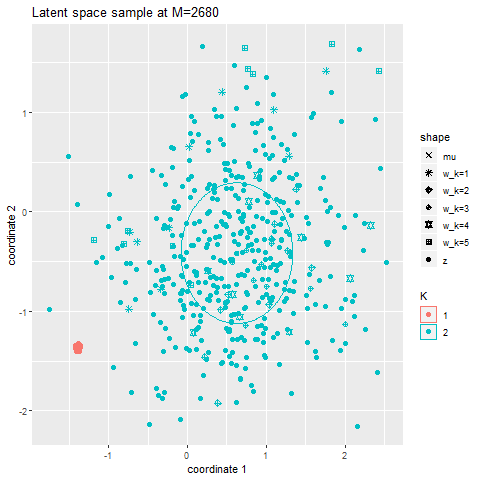 Latent space sample at M=2680
coordinate 2
1
0
-1
-2
-1
0
1
2
coordinate 1
shape
mu
w_k=1
w_k=2
w_k=3
w_k=4
w_k=5
z
K
1
2